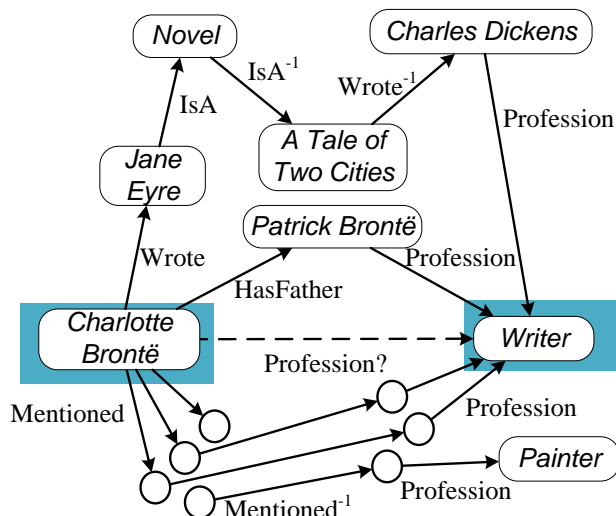 Novel
Charles Dickens
IsA⁻¹
Wrote⁻¹
IsA
Profession
A Tale of
Two Cities
Jane
Eyre
Patrick Brontë
Wrote
Profession
HasFather
Charlotte
Brontë
Writer
Profession?
Mentioned
Profession
Painter
Profession
Mentioned⁻¹